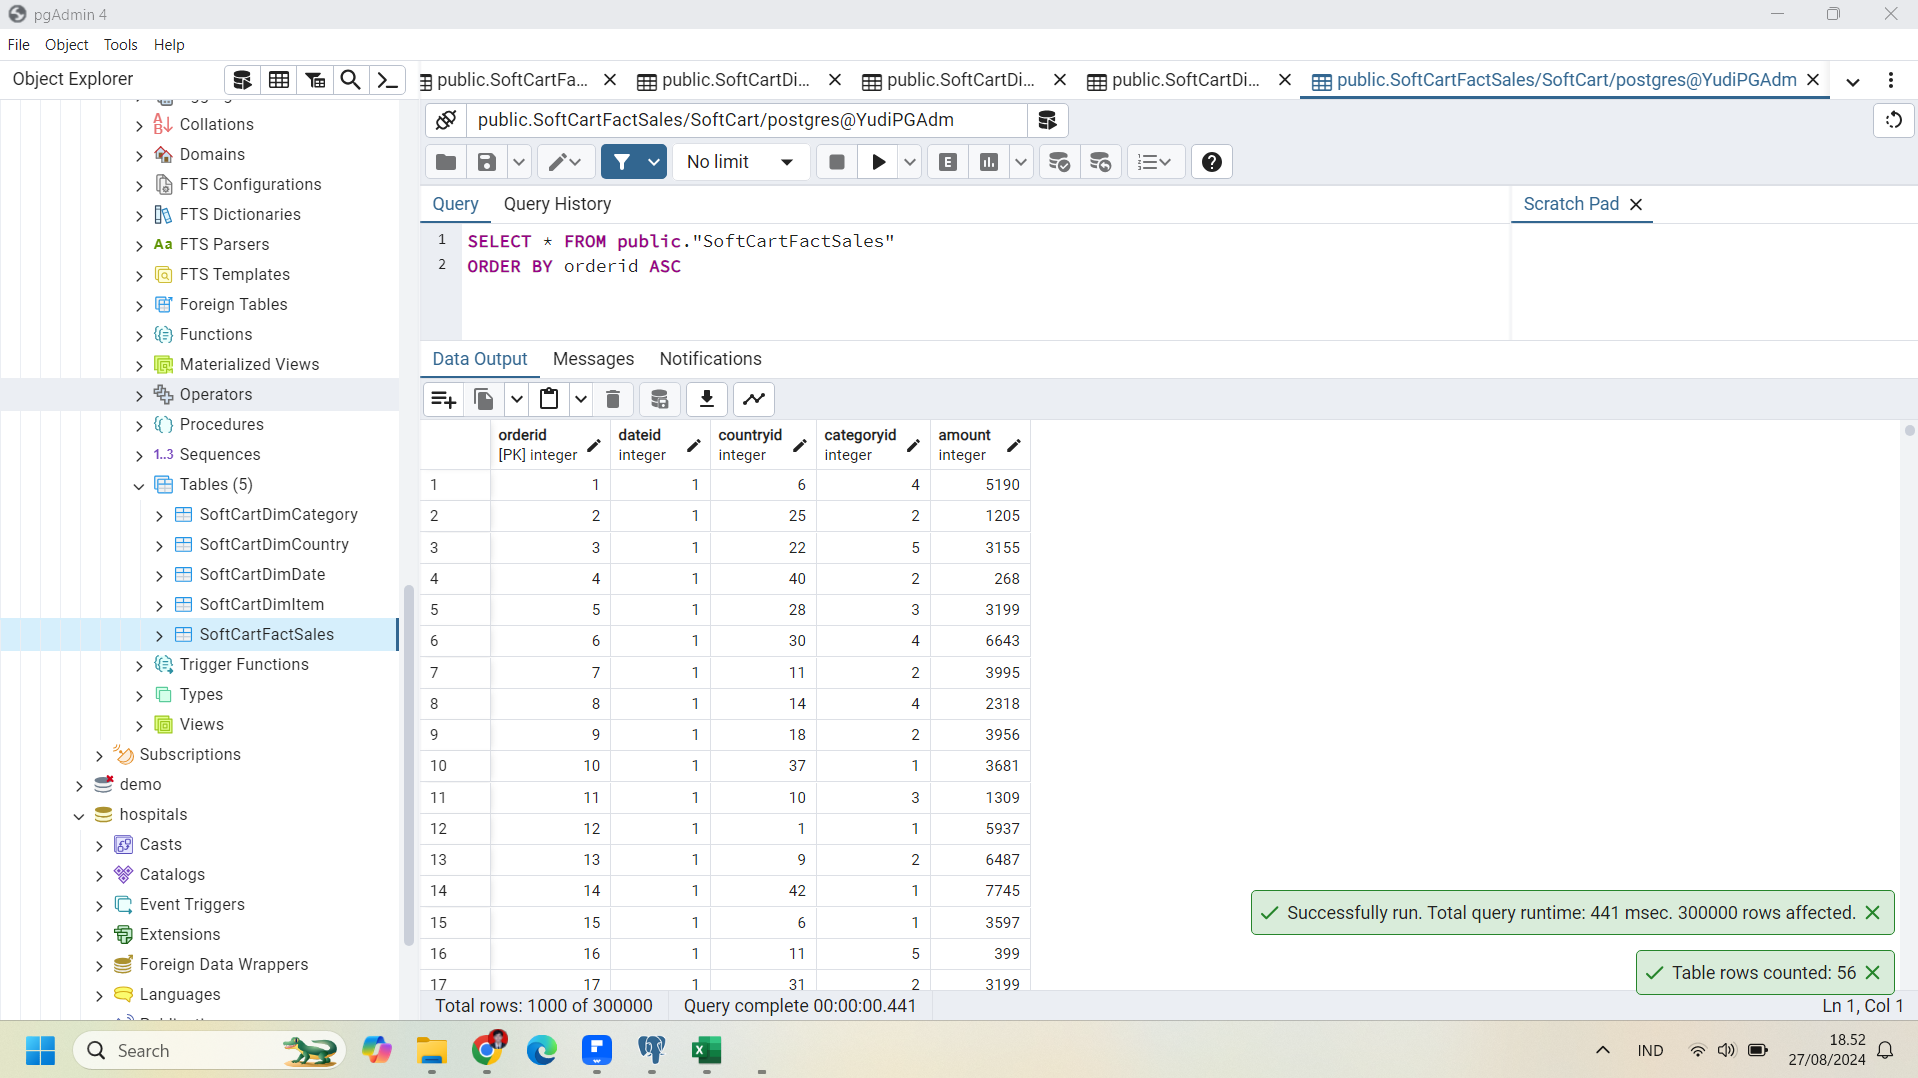 pgAdmin 4
File Object Tools Help
Object Explorer
public.SoftCartFa... public.SoftCartDi... public.SoftCartDi... public.SoftCartDi... public.SoftCartFactSales/SoftCart/postgres@YudiPGAdm
public.SoftCartFactSales/SoftCart/postgres@YudiPGAdm
No limit
E
Query Query History
Scratch Pad
1 SELECT * FROM public."SoftCartFactSales"
2 ORDER BY orderid ASC
Data Output Messages Notifications
Collations
Domains
FTS Configurations
FTS Dictionaries
Aa FTS Parsers
FTS Templates
Foreign Tables
Functions
Materialized Views
Operators
Procedures
1..3 Sequences
Tables (5)
SoftCartDimCategory
SoftCartDimCountry
SoftCartDimDate
SoftCartDimItem
SoftCartFactSales
Trigger Functions
Types
Views
Subscriptions
demo
hospitals
Casts
Catalogs
Event Triggers
Extensions
Foreign Data Wrappers
Languages
orderid dateid countryid categoryid amount
[PK] integer integer integer integer integer
1 1 1 6 4 5190
2 2 1 25 2 1205
3 3 1 22 5 3155
4 4 1 40 2 268
5 5 1 28 3 3199
6 6 1 30 4 6643
7 7 1 11 2 3995
8 8 1 14 4 2318
9 9 1 18 2 3956
10 10 1 37 1 3681
11 11 1 10 3 1309
12 12 1 1 1 5937
13 13 1 9 2 6487
14 14 1 42 1 7745
15 15 1 6 1 3597
16 16 1 11 5 399
17 17 1 31 2 3199
Successfully run. Total query runtime: 441 msec. 300000 rows affected.
Table rows counted: 56
Total rows: 1000 of 300000 Query complete 00:00:00.441
Ln 1, Col 1
Search
IND
18.52
27/08/2024